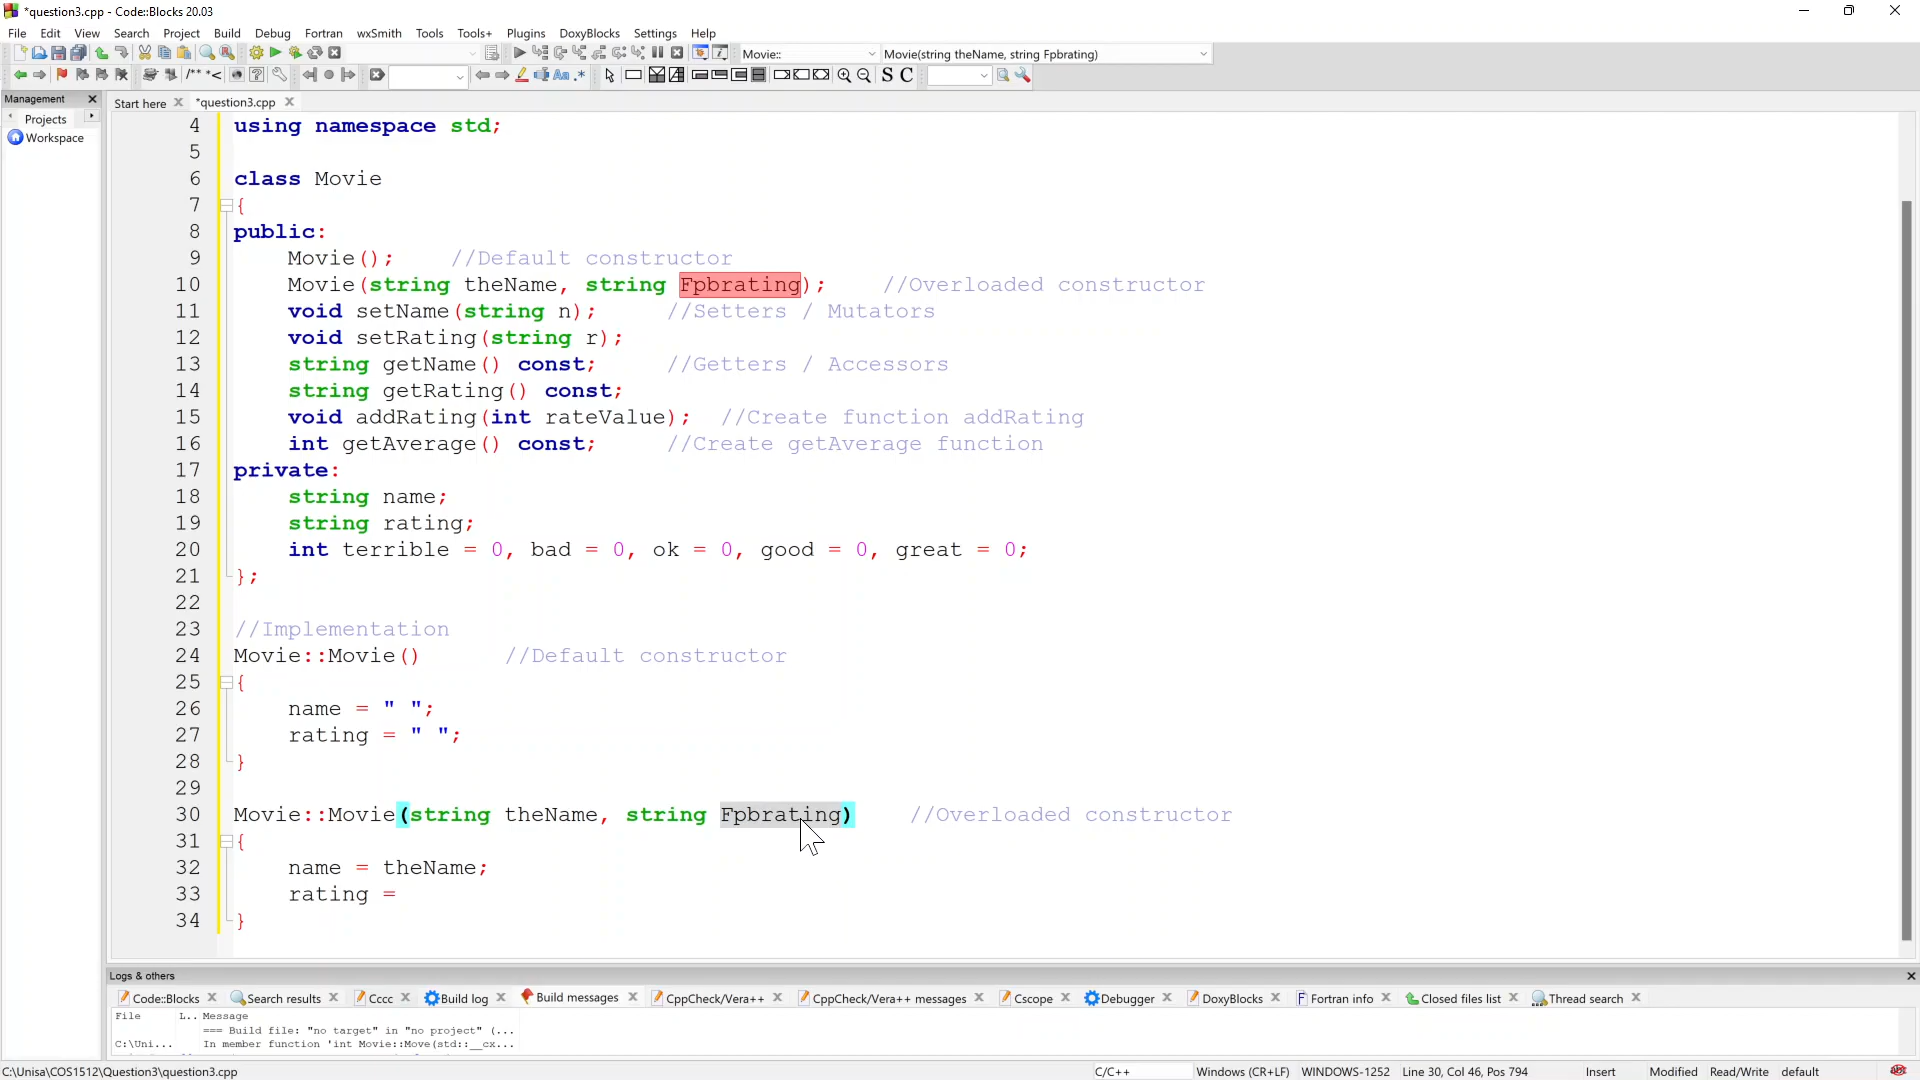 *question3.cpp - Code::Blocks 20.03
File Edit View Search Project Build Debug Fortran wxSmith Tools Tools+ Plugins DoxyBlocks Settings Help
Movie:: Movie(string theName, string Fpbrating)
Management
Start here *question3.cpp
Projects
Workspace
4 using namespace std;
5
6 class Movie
7 {
8 public:
9 Movie(); //Default constructor
10 Movie(string theName, string Fpbrating); //Overloaded constructor
11 void setName(string n); //Setters / Mutators
12 void setRating(string r);
13 string getName() const; //Getters / Accessors
14 string getRating() const;
15 void addRating(int rateValue); //Create function addRating
16 int getAverage() const; //Create getAverage function
17 private:
18 string name;
19 string rating;
20 int terrible = 0, bad = 0, ok = 0, good = 0, great = 0;
21 };
22
23 //Implementation
24 Movie::Movie() //Default constructor
25 {
26 name = " ";
27 rating = " ";
28 }
29
30 Movie::Movie(string theName, string Fpbrating) //Overloaded constructor
31 {
32 name = theName;
33 rating =
34 }
Logs & others
Code::Blocks Search results Cccc Build log Build messages CppCheck/Vera++ CppCheck/Vera++ messages Cscope Debugger DoxyBlocks Fortran info Closed files list Thread search
File L.. Message
=== Build file: "no target" in "no project" (...
C:\Uni... In member function 'int Movie::Move(std::__cx...
C:\Unisa\COS1512\Question3\question3.cpp C/C++ Windows (CR+LF) WINDOWS-1252 Line 30, Col 46, Pos 794 Insert Modified Read/Write default